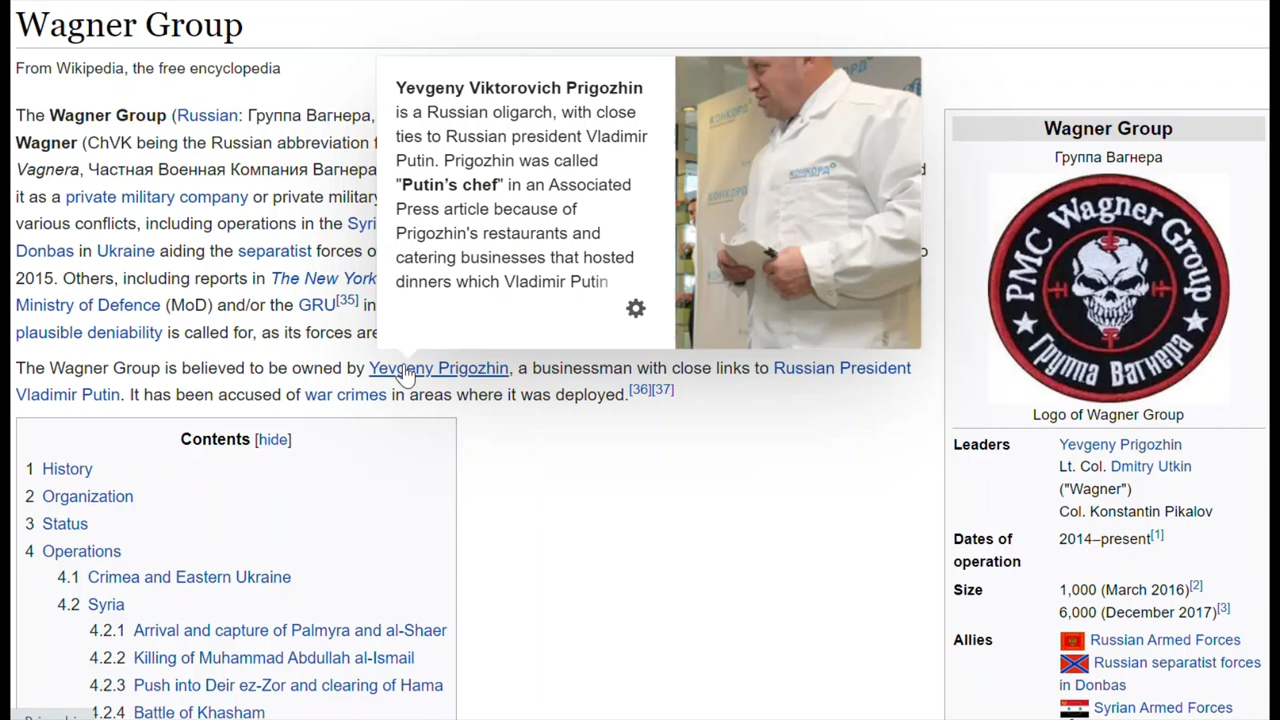 Wagner Group
From Wikipedia, the free encyclopedia
The Wagner Group (Russian: Группа Вагнера,
Wagner (ChVK being the Russian abbreviation f
Vagnera, Частная Военная Компания Вагнера
it as a private military company or private military
various conflicts, including operations in the Syri
Donbas in Ukraine aiding the separatist forces o
2015. Others, including reports in The New York
Ministry of Defence (MoD) and/or the GRU[35] in
plausible deniability is called for, as its forces are
Yevgeny Viktorovich Prigozhin
is a Russian oligarch, with close
ties to Russian president Vladimir
Putin. Prigozhin was called
"Putin’s chef" in an Associated
Press article because of
Prigozhin's restaurants and
catering businesses that hosted
dinners which Vladimir Putin
КОНКОРД
КОНКОРД
КОНКОРД
The Wagner Group is believed to be owned by Yevgeny Prigozhin, a businessman with close links to Russian President
Vladimir Putin. It has been accused of war crimes in areas where it was deployed.[36][37]
Contents [hide]
1 History
2 Organization
3 Status
4 Operations
4.1 Crimea and Eastern Ukraine
4.2 Syria
4.2.1 Arrival and capture of Palmyra and al-Shaer
4.2.2 Killing of Muhammad Abdullah al-Ismail
4.2.3 Push into Deir ez-Zor and clearing of Hama
4.2.4 Battle of Khasham
Wagner Group
Группа Вагнера
PMC Wagner Group
Группа Вагнера
Logo of Wagner Group
Leaders Yevgeny Prigozhin
Lt. Col. Dmitry Utkin
("Wagner")
Col. Konstantin Pikalov
Dates of operation 2014–present[1]
Size 1,000 (March 2016)[2]
6,000 (December 2017)[3]
Allies Russian Armed Forces
Russian separatist forces
in Donbas
Syrian Armed Forces